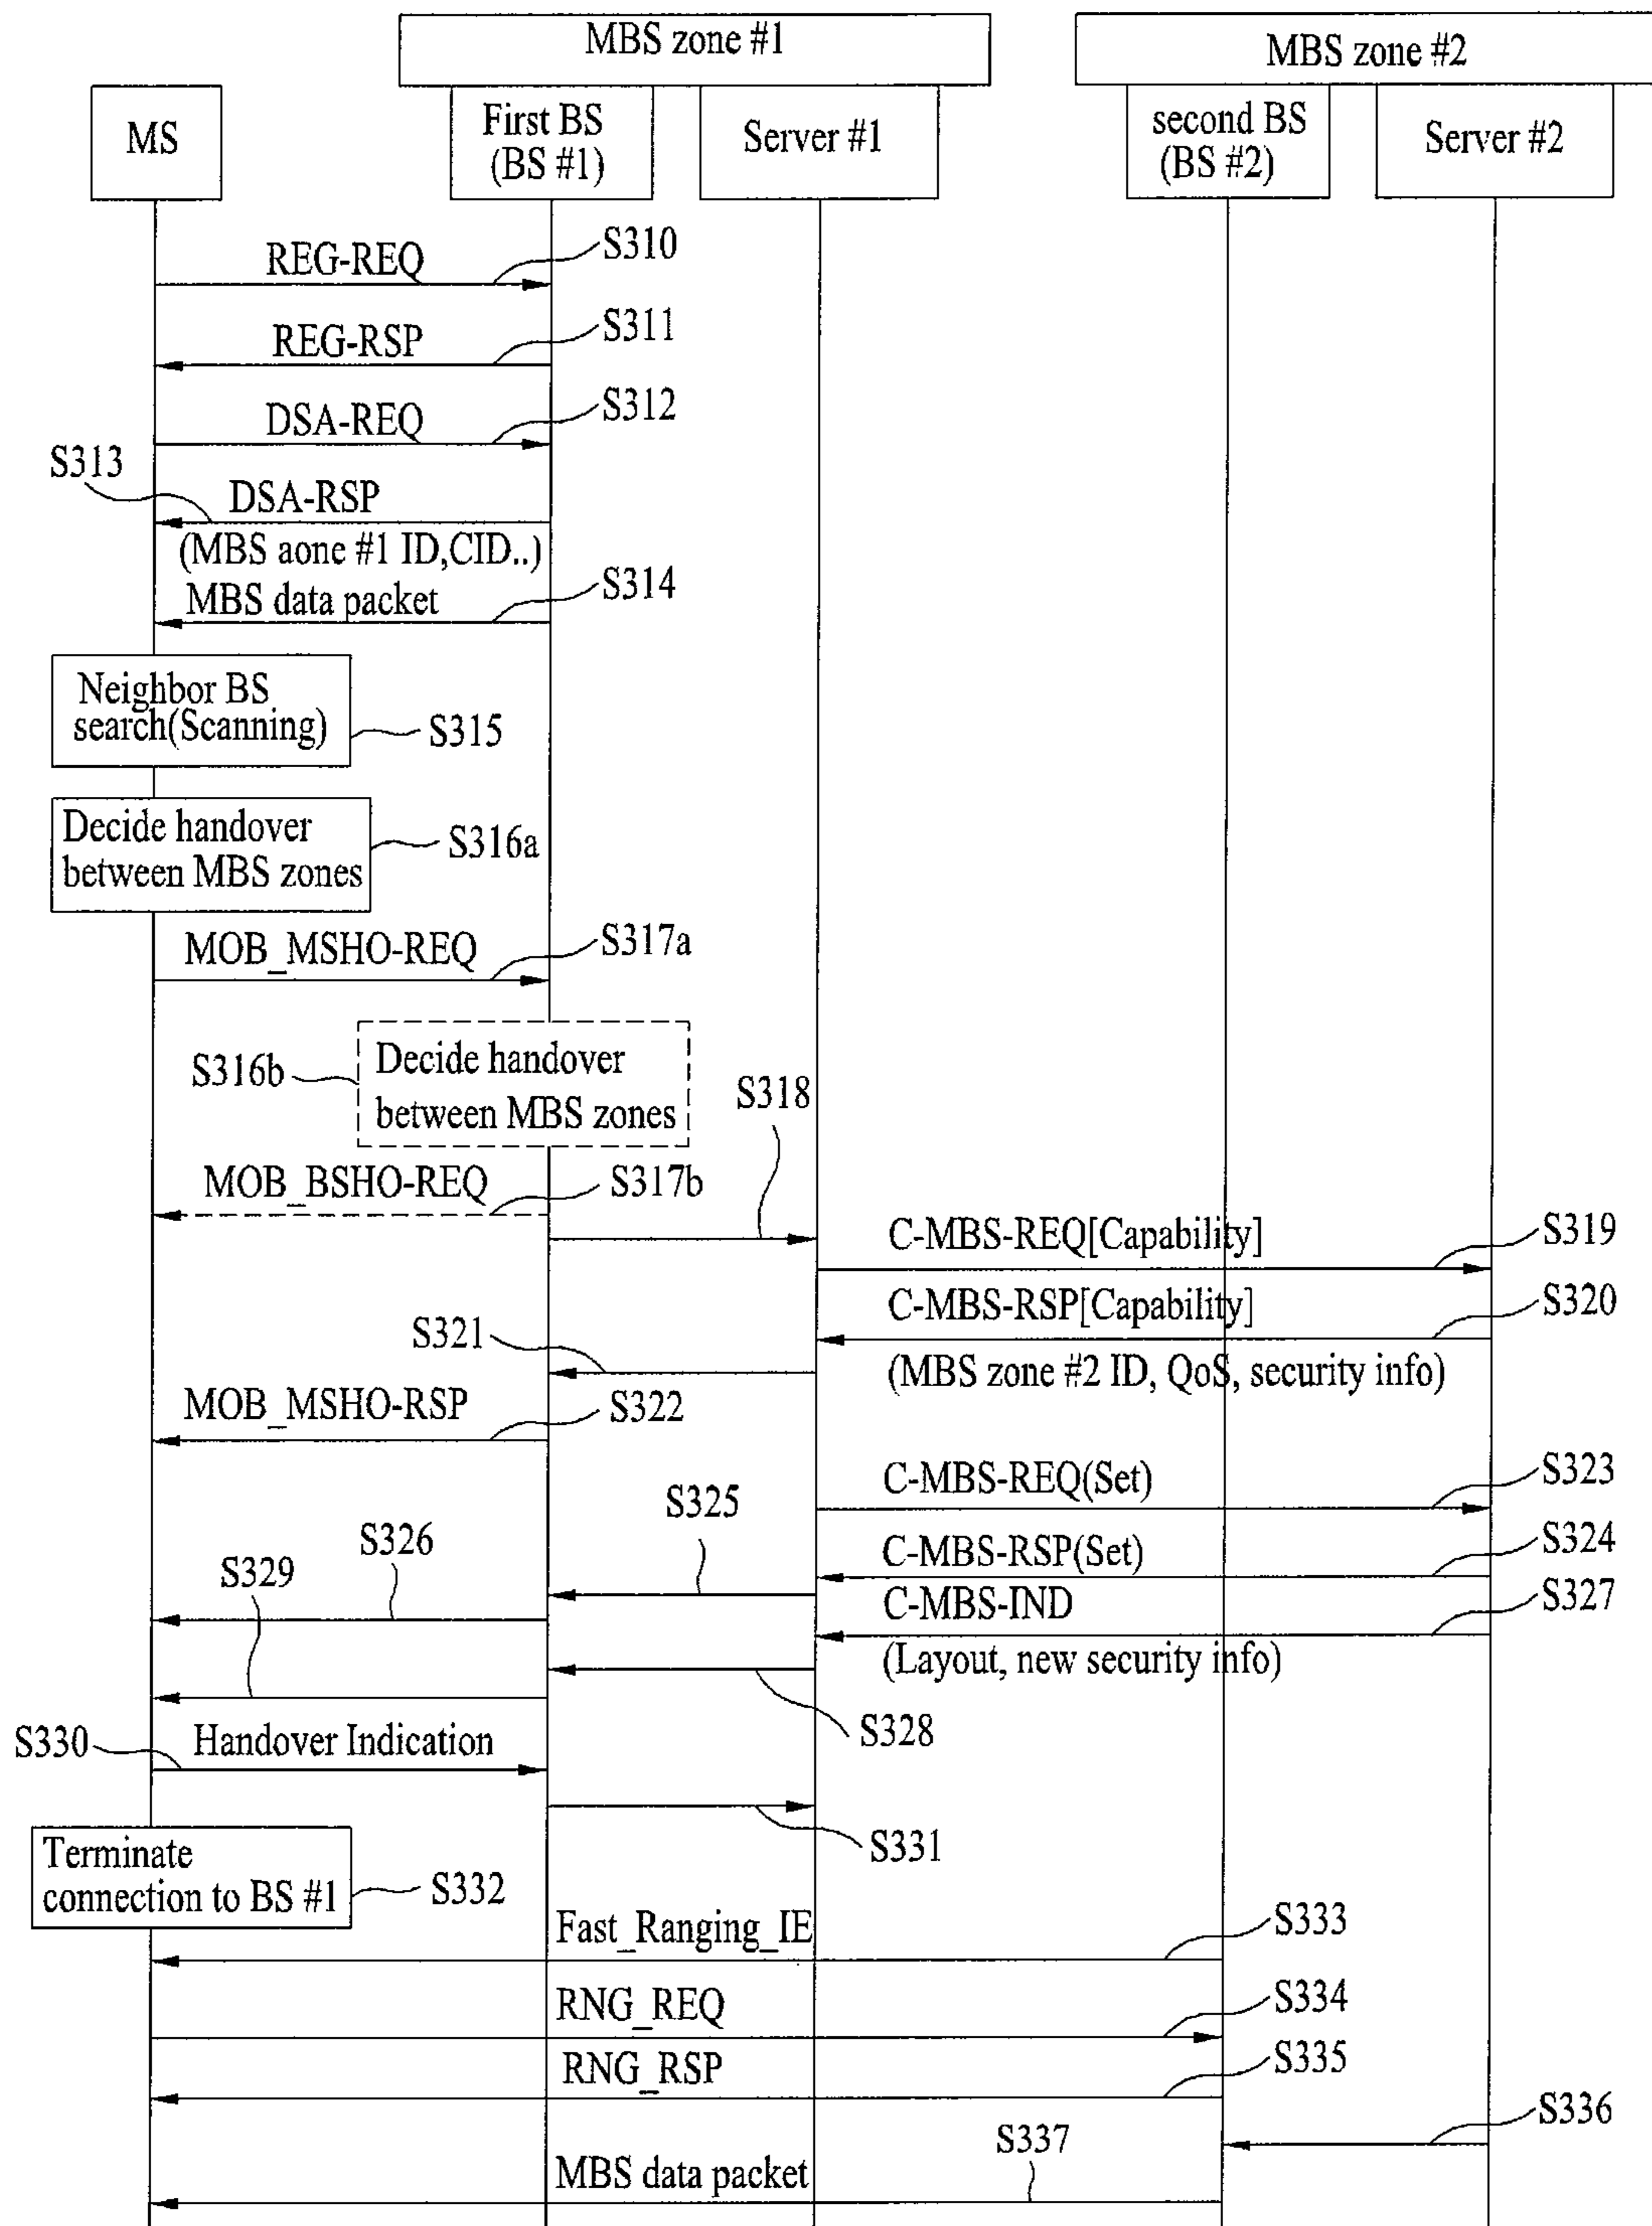 MBS zone #1
MBS zone #2
MS
First BS
(BS #1)
Server #1
second BS
(BS #2)
Server #2
REG-REQ
S310
REG-RSP
S311
DSA-REQ
S312
S313
DSA-RSP
(MBS aone #1 ID,CID..)
MBS data packet
S314
Neighbor BS
search(Scanning)
S315
Decide handover
between MBS zones
S316a
MOB_MSHO-REQ
S317a
S316b
Decide handover
between MBS zones
S318
MOB_BSHO-REQ
S317b
C-MBS-REQ[Capability]
S319
C-MBS-RSP[Capability]
S320
S321
(MBS zone #2 ID, QoS, security info)
MOB_MSHO-RSP
S322
C-MBS-REQ(Set)
S323
S325
S326
C-MBS-RSP(Set)
S324
S329
C-MBS-IND
S327
(Layout, new security info)
S328
S330
Handover Indication
S331
Terminate
connection to BS #1
S332
Fast_Ranging_IE
S333
RNG_REQ
S334
RNG_RSP
S335
S336
S337
MBS data packet